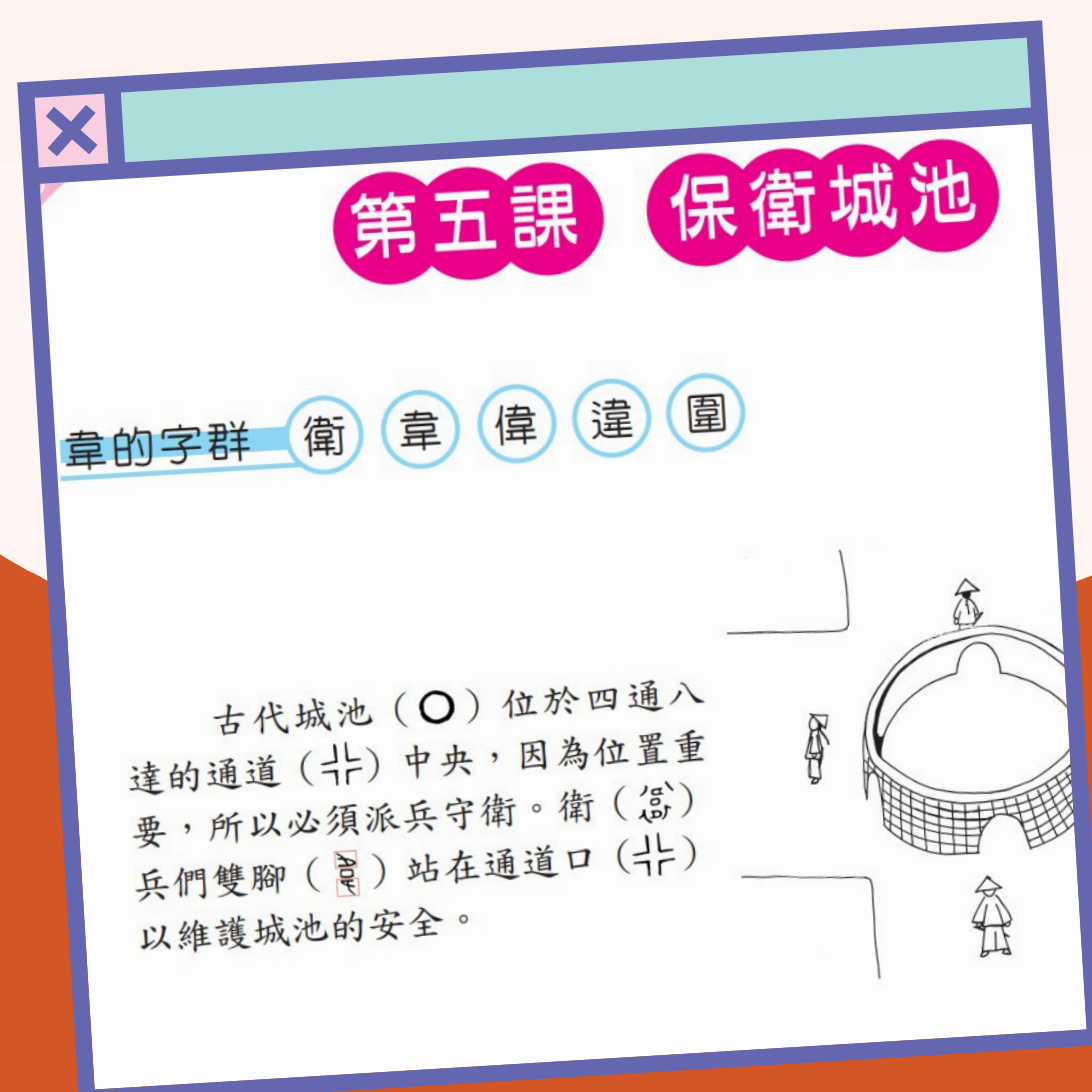 第五課 保衛城池
韋的字群 衛 韋 偉 違 圍
古代城池（〇）位於四通八
達的通道（╬）中央，因為位置重
要，所以必須派兵守衛。衛（）
兵們雙腳（）站在通道口（╬）
以維護城池的安全。